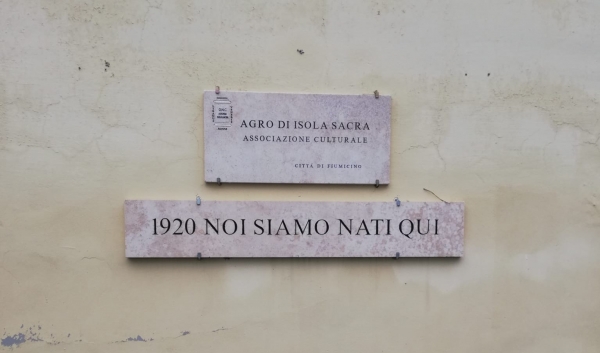 AGRO DI ISOLA SACRA
ASSOCIAZIONE CULTURALE
CITTÀ DI FIUMICINO
1920 NOI SIAMO NATI QUI